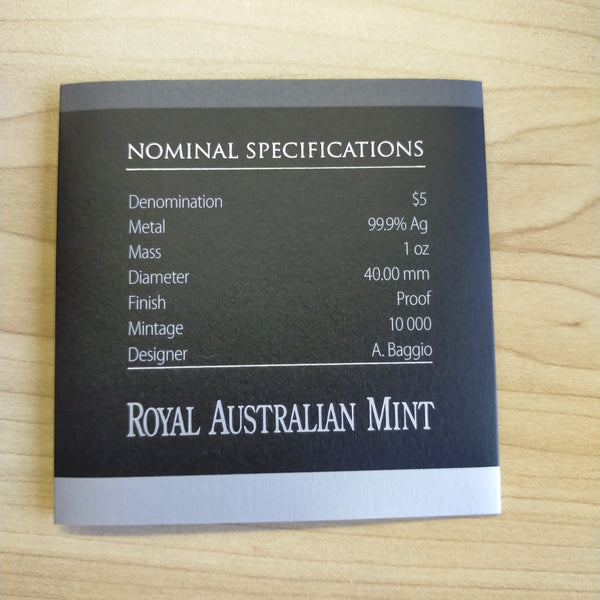 NOMINAL SPECIFICATIONS
Denomination $5
Metal 99.9% Ag
Mass 1 oz
Diameter 40.00 mm
Finish Proof
Mintage 10 000
Designer A. Baggio
ROYAL AUSTRALIAN MINT